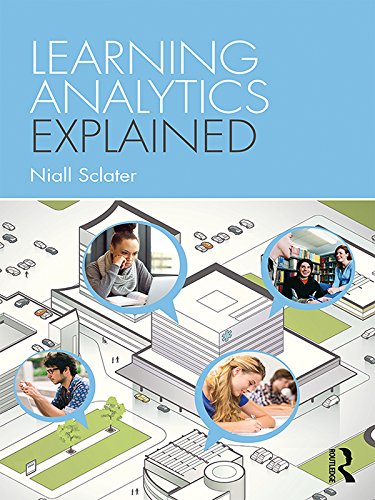 LEARNING
ANALYTICS
EXPLAINED
Niall Sclater
ROUTLEDGE